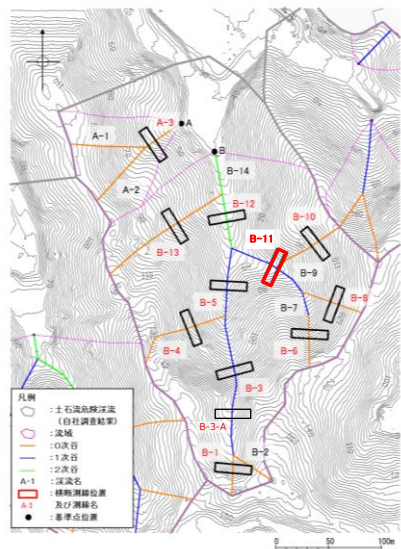 A-3
A
A-1
A-2
B
B-14
B-12
B-10
B-11
B-13
B-9
B-5
B-7
B-8
B-4
B-6
B-3
B-3-A
B-1
B-2
凡例
：土石流危険渓流
（自社調査結果）
：流域
：0次谷
：1次谷
：2次谷
A-1 ：渓流名
：横断測線位置
A-1 及び測線名
：基準点位置
0 50 100m